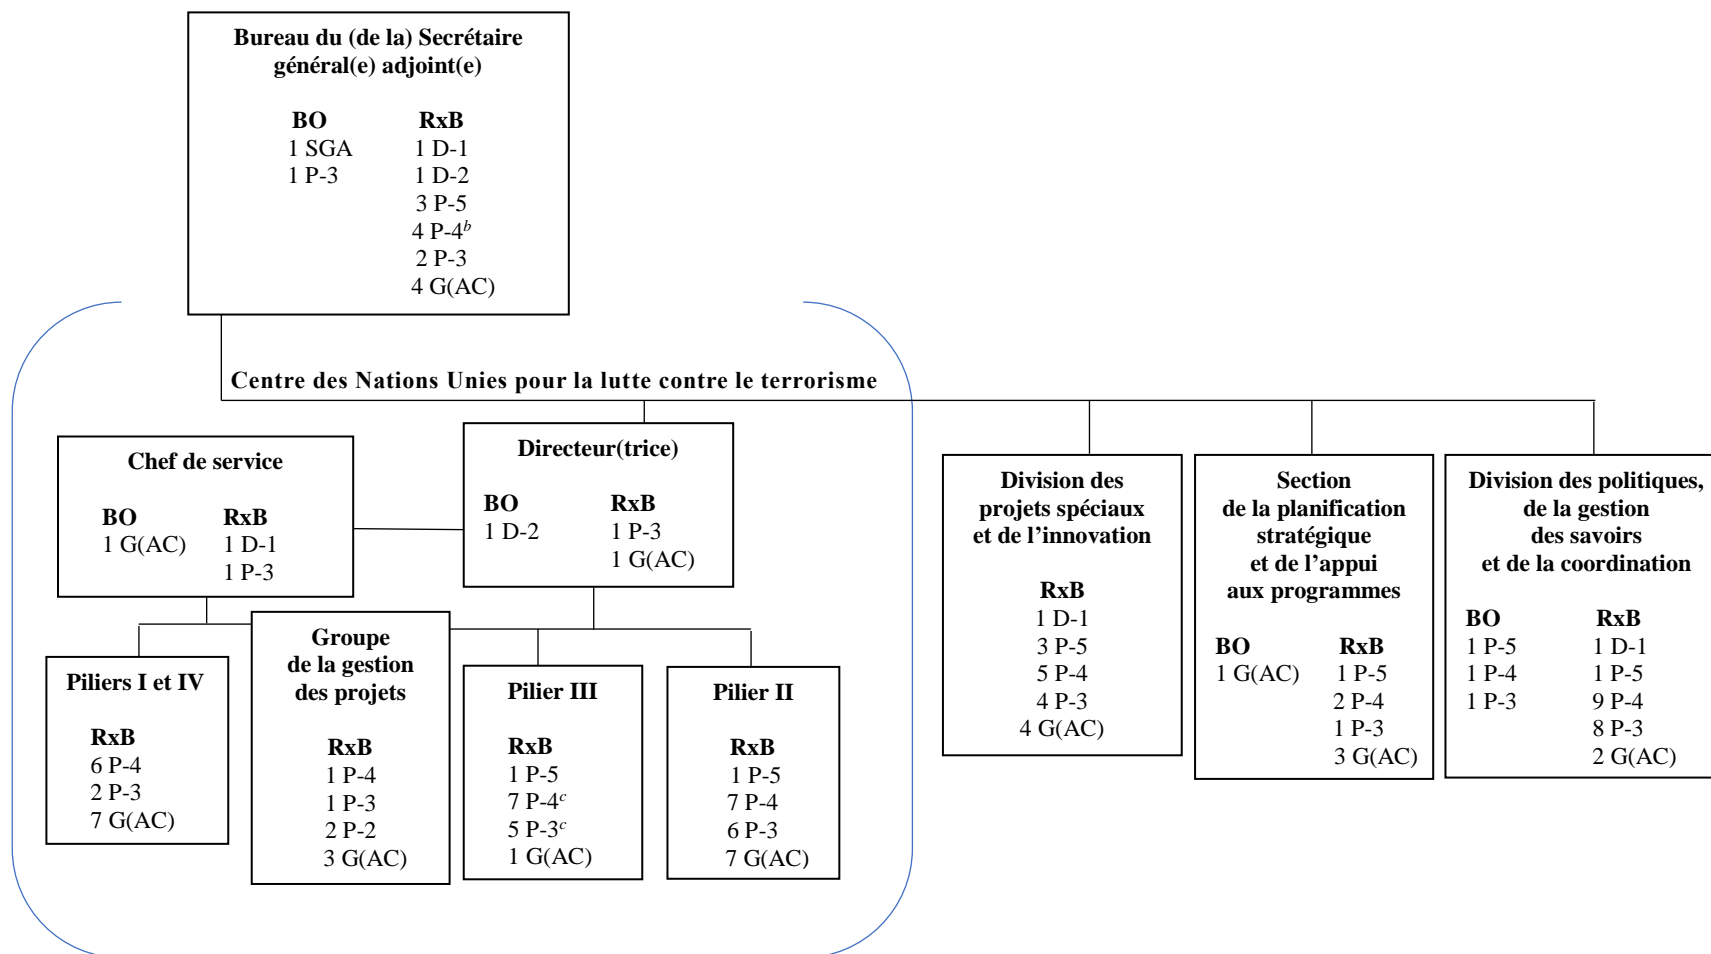 Bureau du (de la) Secrétaire
général(e) adjoint(e)
BO RxB
1 SGA 1 D-1
1 P-3 1 D-2
3 P-5
4 P-4b
2 P-3
4 G(AC)
Centre des Nations Unies pour la lutte contre le terrorisme
Chef de service
BO RxB
1 G(AC) 1 D-1
1 P-3
Directeur(trice)
BO RxB
1 D-2 1 P-3
1 G(AC)
Piliers I et IV
RxB
6 P-4
2 P-3
7 G(AC)
Groupe
de la gestion
des projets
RxB
1 P-4
1 P-3
2 P-2
3 G(AC)
Pilier III
RxB
1 P-5
7 P-4c
5 P-3c
1 G(AC)
Pilier II
RxB
1 P-5
7 P-4
6 P-3
7 G(AC)
Division des
projets spéciaux
et de l’innovation
RxB
1 D-1
3 P-5
5 P-4
4 P-3
4 G(AC)
Section
de la planification
stratégique
et de l’appui
aux programmes
BO RxB
1 G(AC) 1 P-5
2 P-4
1 P-3
3 G(AC)
Division des politiques,
de la gestion
des savoirs
et de la coordination
BO RxB
1 P-5 1 D-1
1 P-4 1 P-5
1 P-3 9 P-4
8 P-3
2 G(AC)